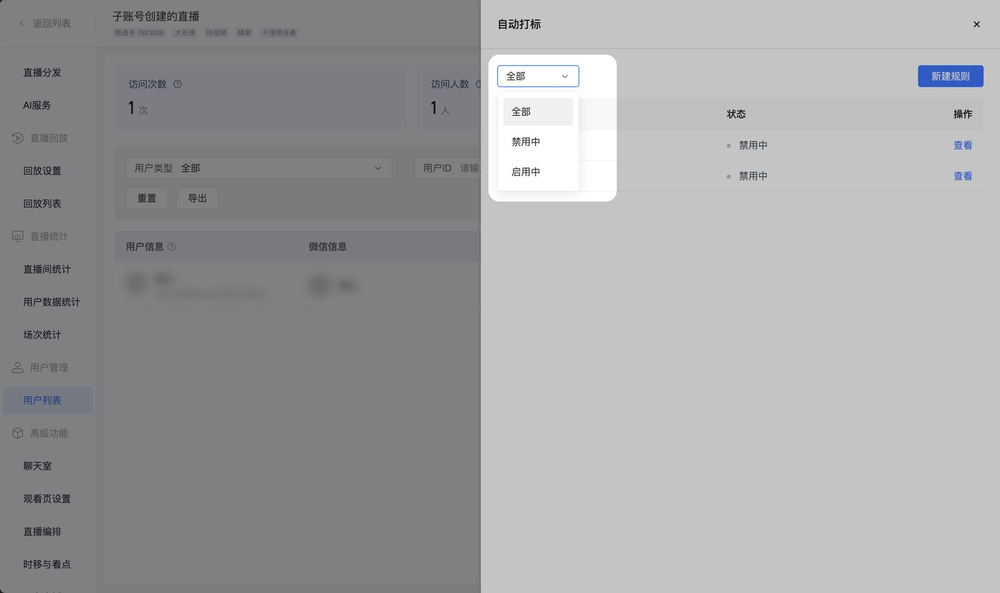 返回列表
子账号创建的直播
频道号 7623538 大班课 纯视频 横屏 不使用连麦
直播分发
AI服务
直播回放
回放设置
回放列表
直播统计
直播间统计
用户数据统计
场次统计
用户管理
用户列表
高级功能
聊天室
观看页设置
直播编排
时移与看点
访问次数
1 次
访问人数
1 人
用户类型 全部
用户ID 请输
重置 导出
用户信息 微信信息
自动打标
全部
新建规则
全部
禁用中
启用中
状态 操作
禁用中 查看
禁用中 查看